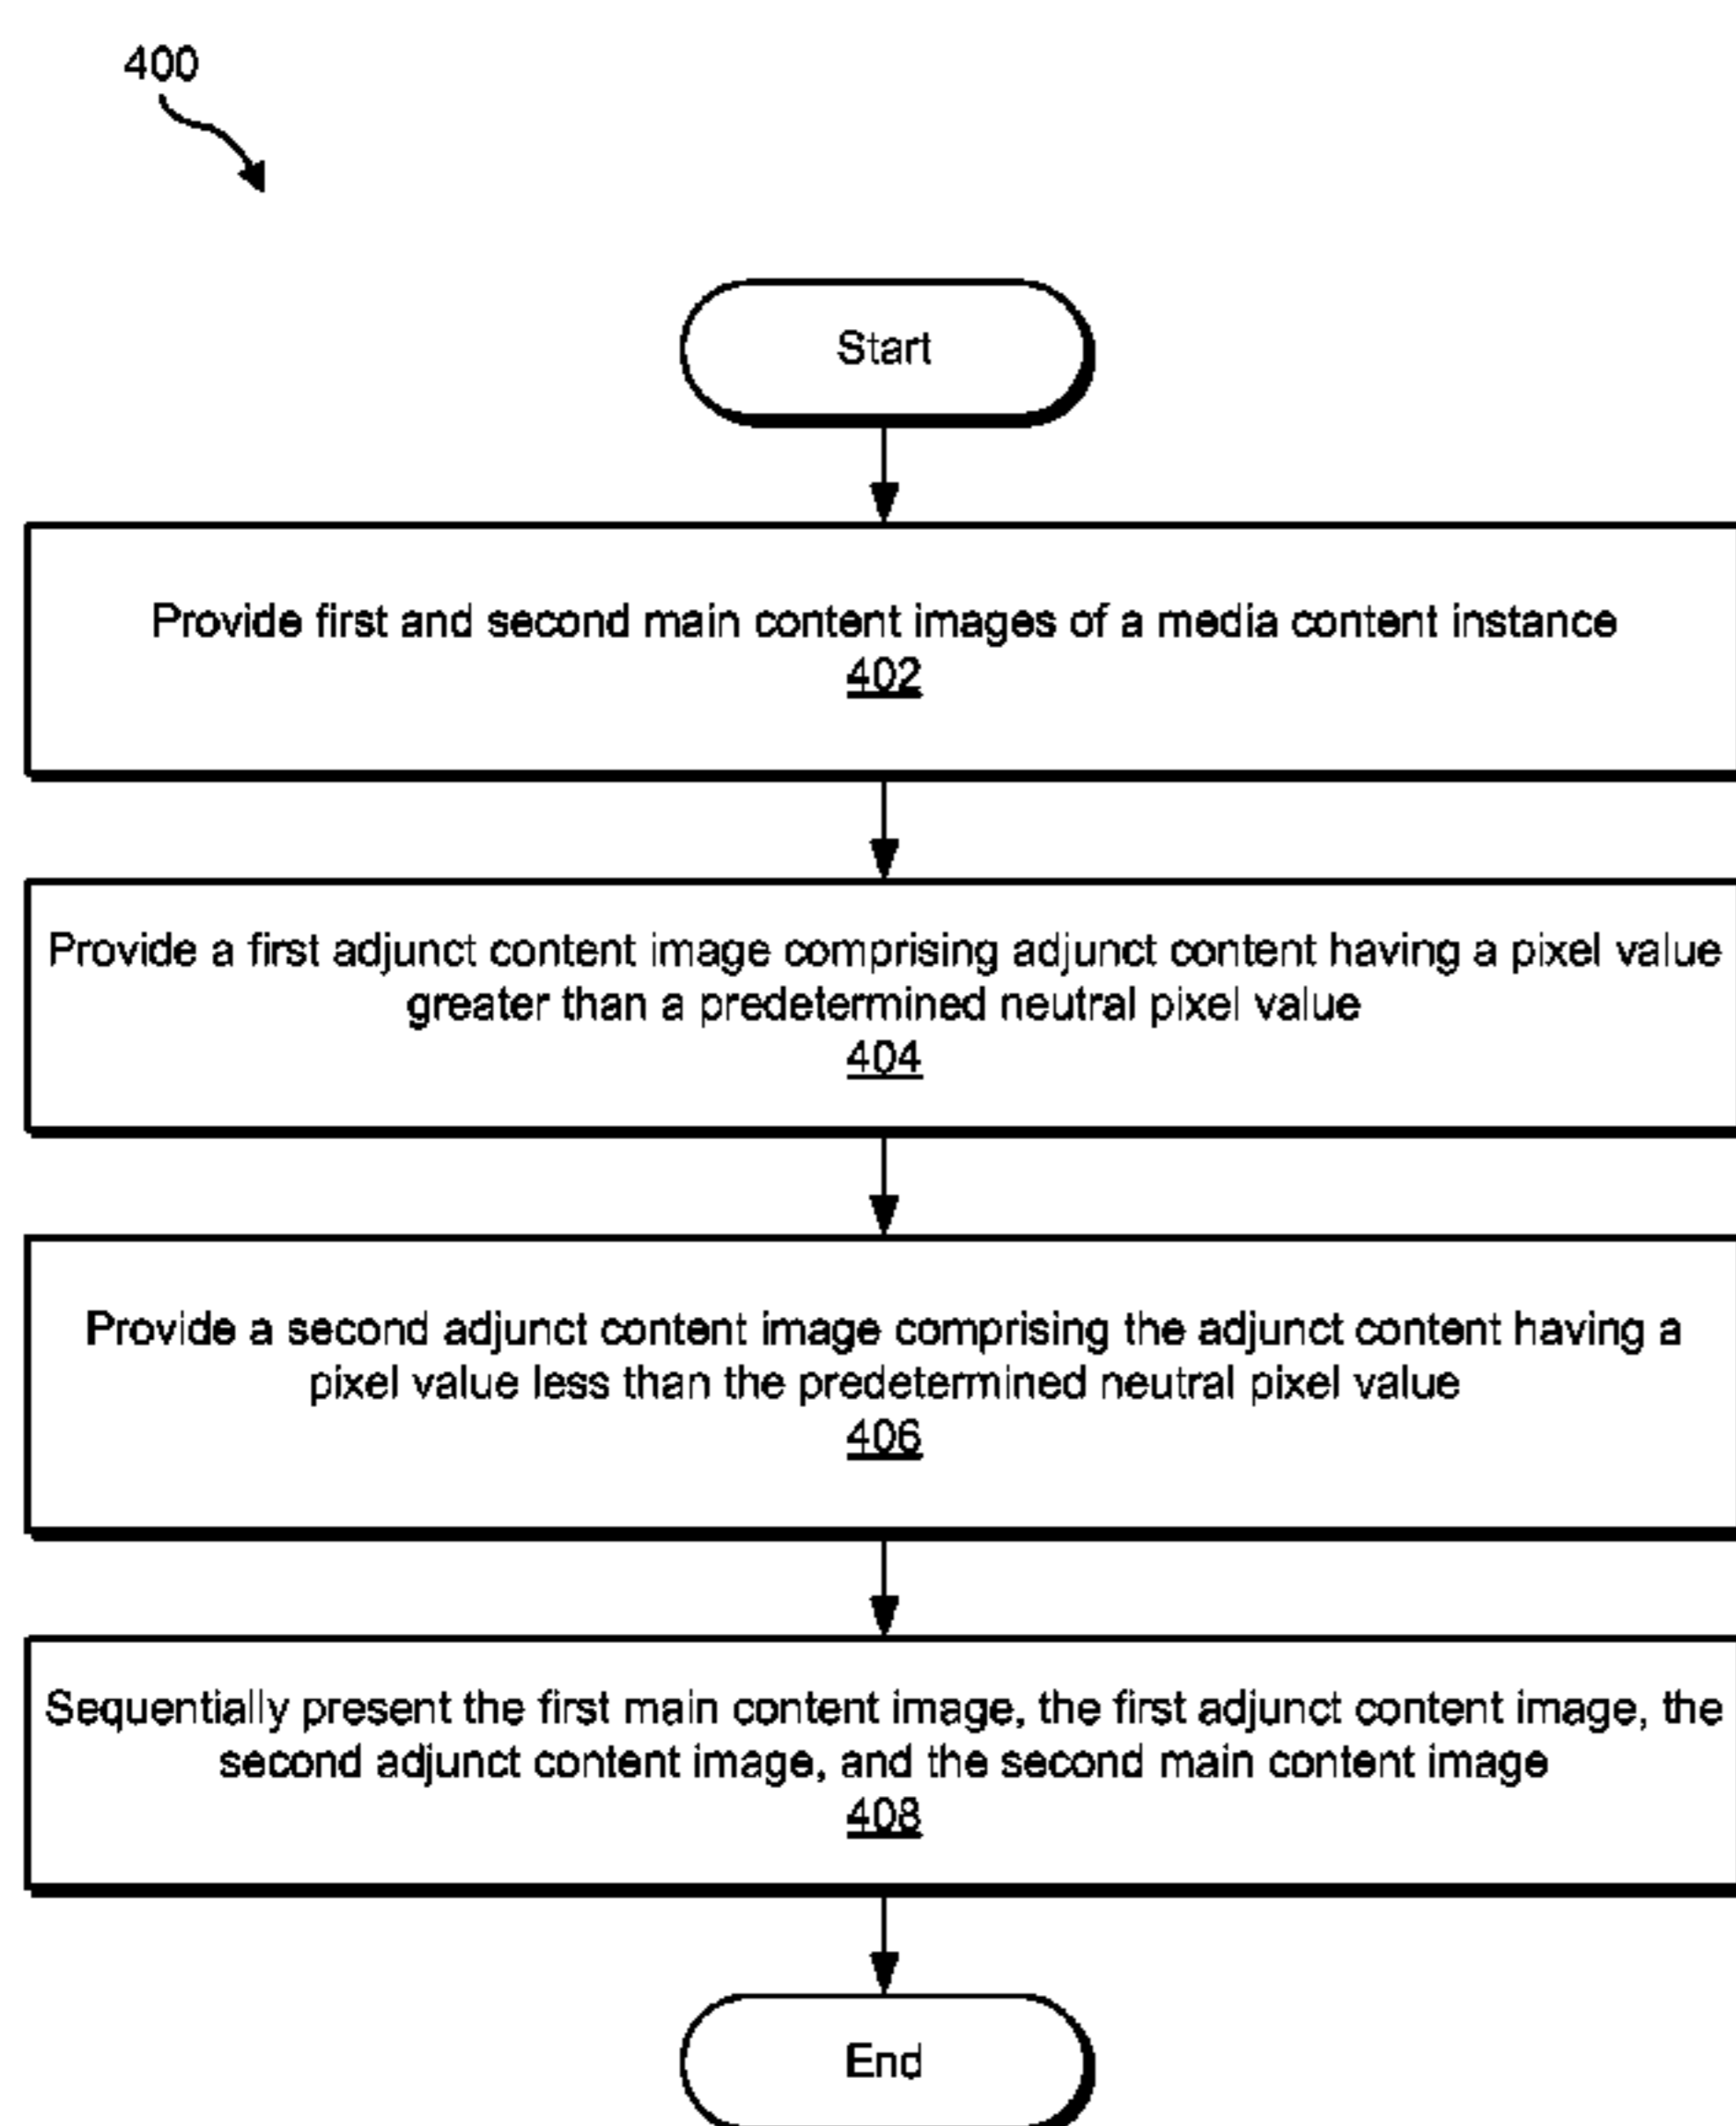 400
Start
Provide first and second main content images of a media content instance
402
Provide a first adjunct content image comprising adjunct content having a pixel value
greater than a predetermined neutral pixel value
404
Provide a second adjunct content image comprising the adjunct content having a
pixel value less than the predetermined neutral pixel value
406
Sequentially present the first main content image, the first adjunct content image, the
second adjunct content image, and the second main content image
408
End